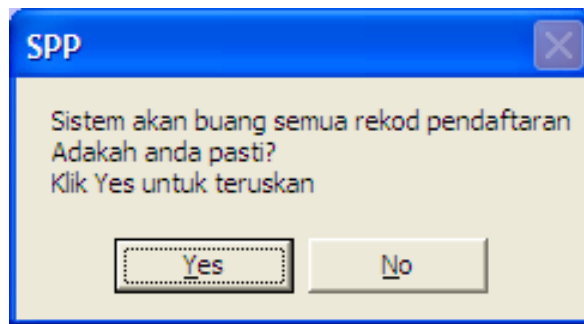 SPP
Sistem akan buang semua rekod pendaftaran
Adakah anda pasti?
Klik Yes untuk teruskan
Yes
No